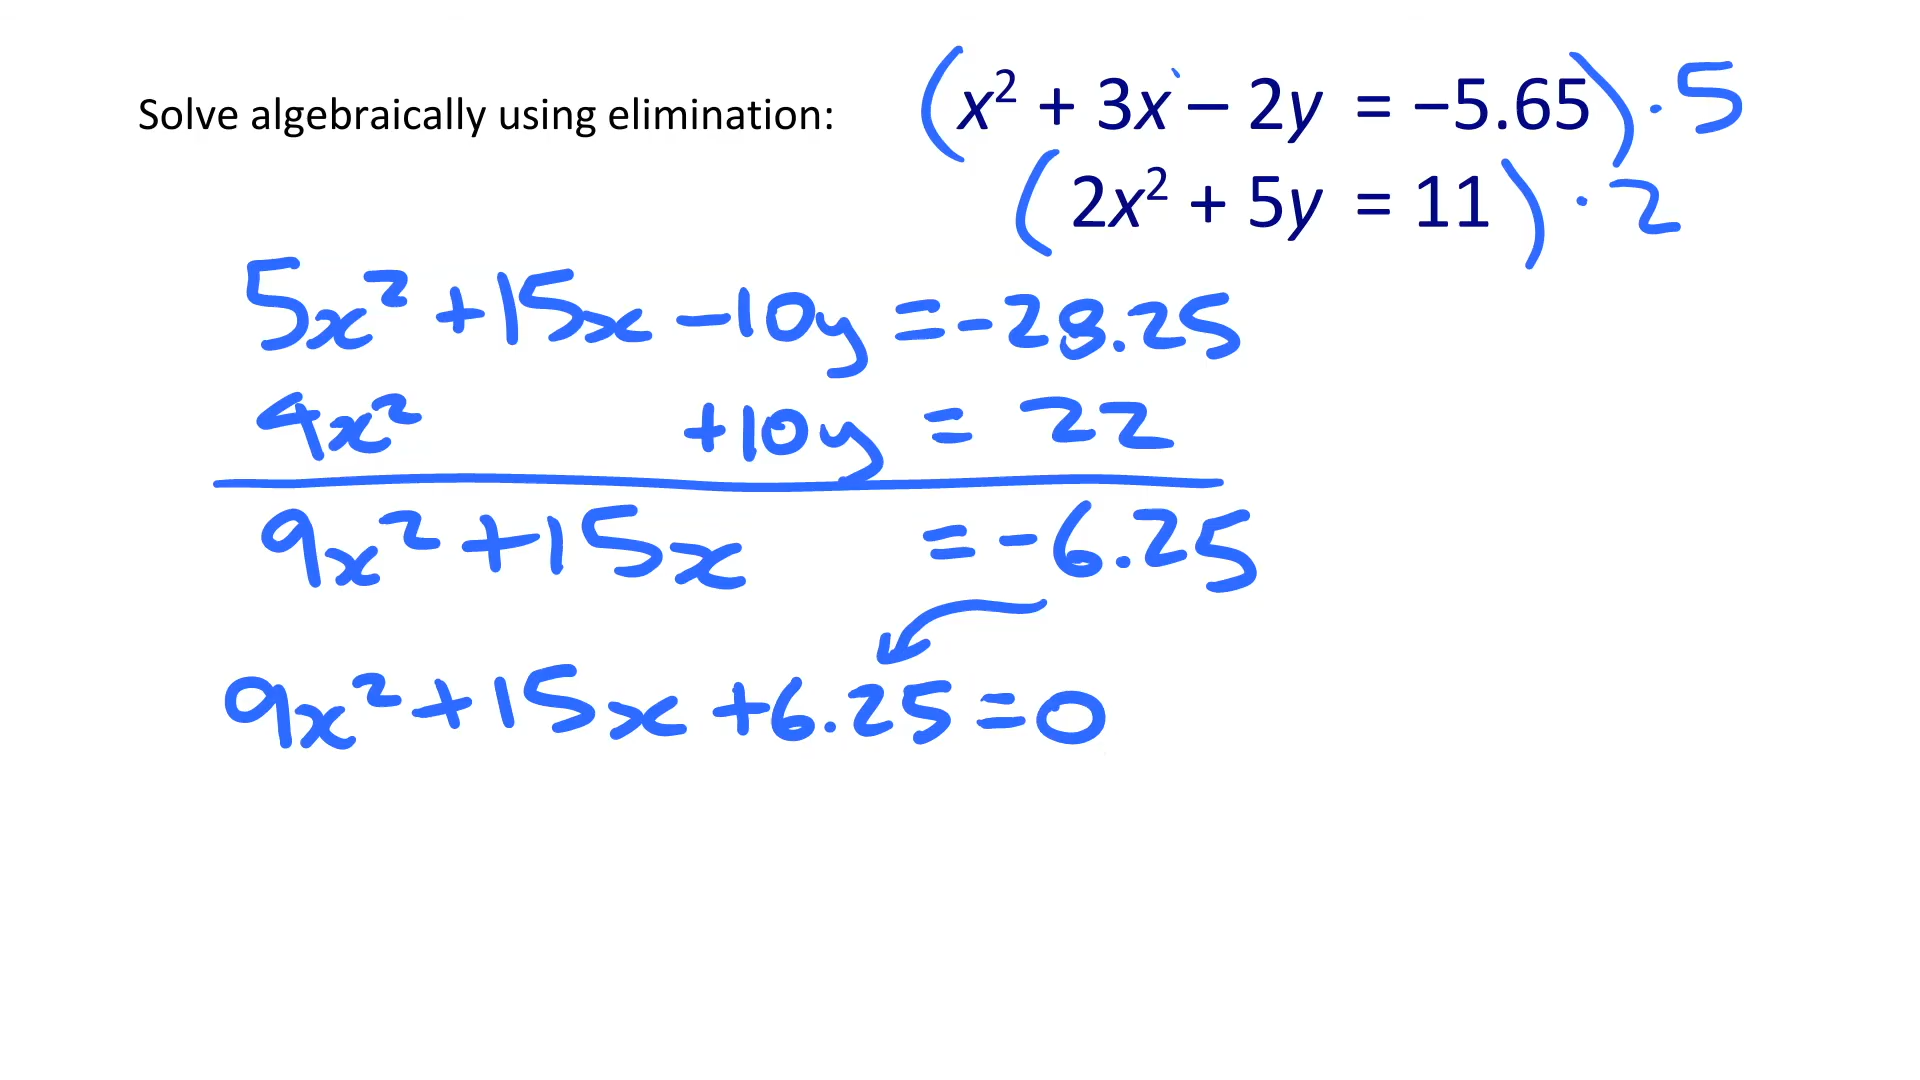 Solve algebraically using elimination: (x² + 3x – 2y = –5.65) · 5
(2x² + 5y = 11) · 2
5x² + 15x – 10y = -28.25
4x² + 10y = 22
9x² + 15x = -6.25
9x² + 15x + 6.25 = 0